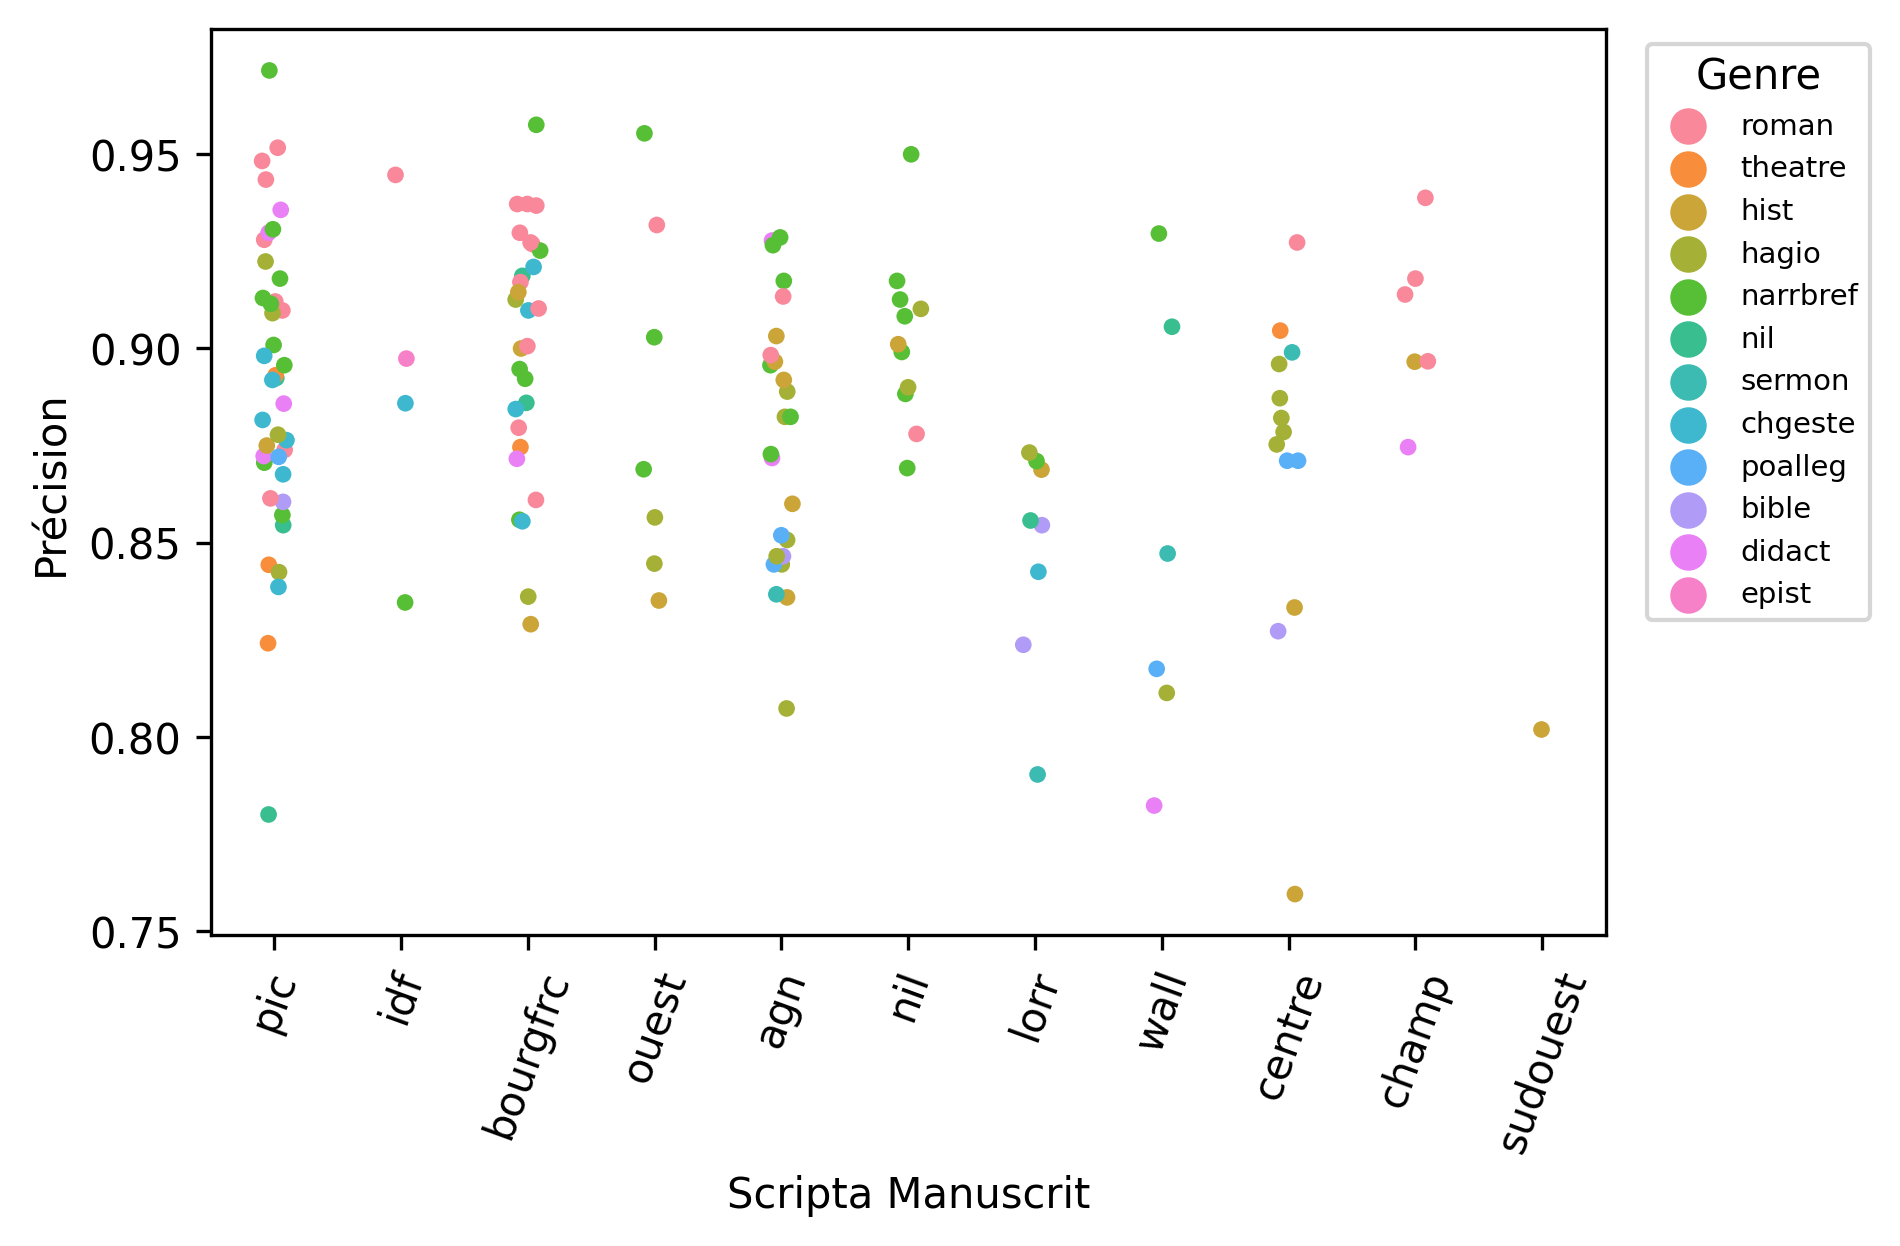 Genre
roman
theatre
hist
hagio
narrbref
nil
sermon
chgeste
poalleg
bible
didact
epist
Précision
0.95
0.90
0.85
0.80
0.75
pic
idf
bourgfrc
ouest
agn
nil
lorr
wall
centre
champ
sudouest
Scripta Manuscrit